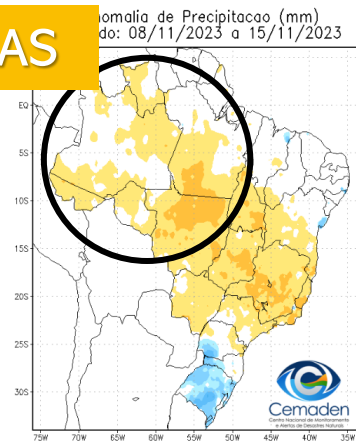 AS
nomalia de Precipitacao (mm)
do: 08/11/2023 a 15/11/2023
EQ
5S
10S
15S
20S
25S
30S
75W 70W 65W 60W 55W 50W 45W 40W 35W
Cemaden
Centro Nacional de Monitoramento
e Alertas de Desastres Naturais